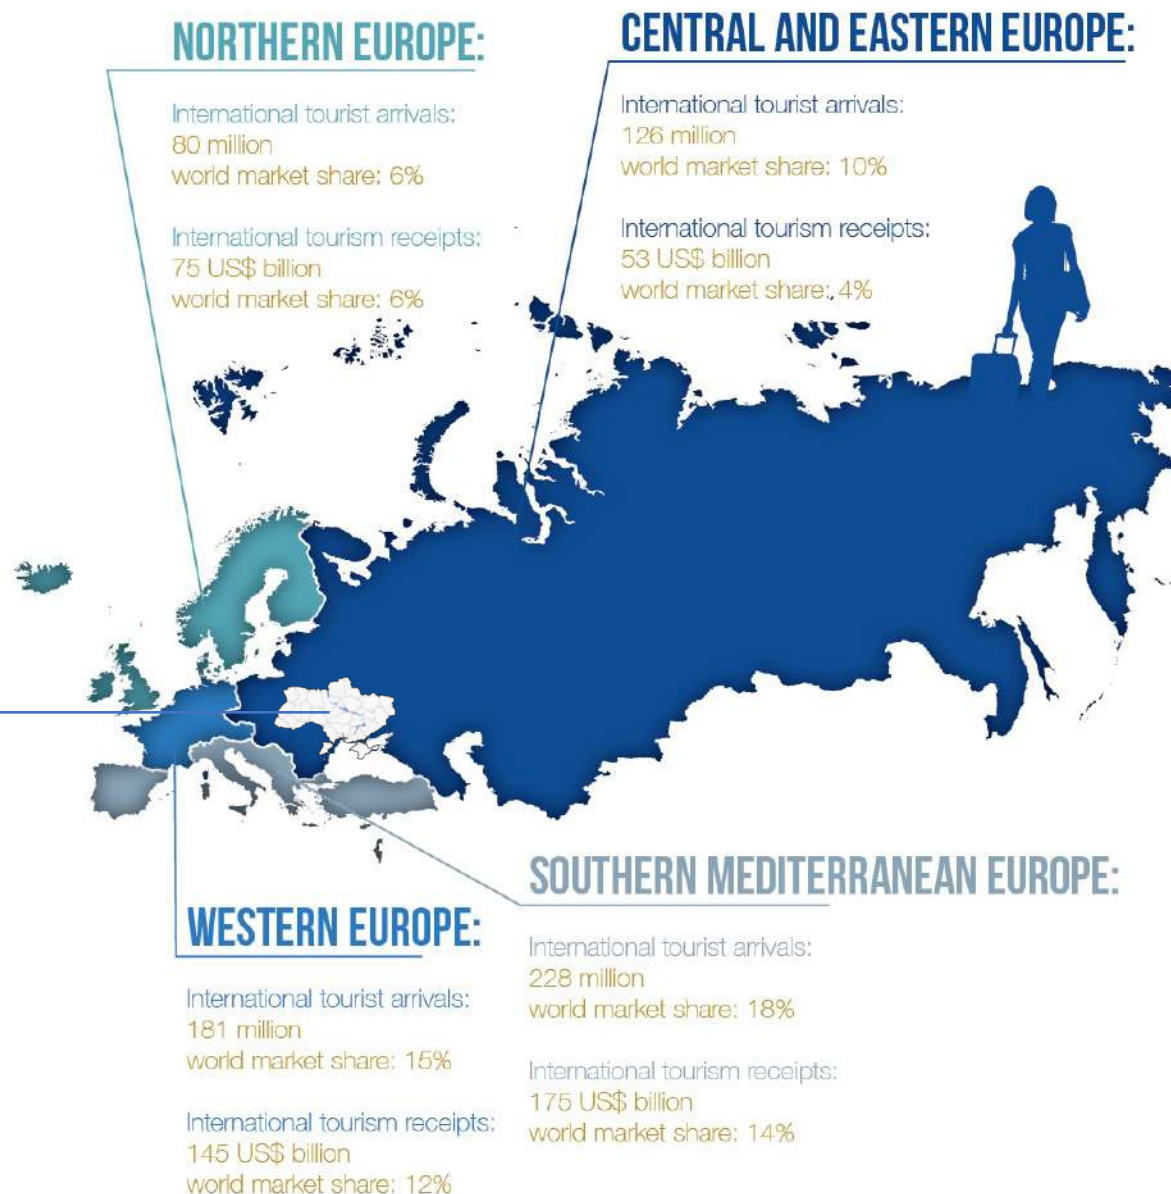 NORTHERN EUROPE:
International tourist arrivals:
80 million
world market share: 6%
International tourism receipts:
75 US$ billion
world market share: 6%
CENTRAL AND EASTERN EUROPE:
International tourist arrivals:
126 million
world market share: 10%
International tourism receipts:
53 US$ billion
world market share: 4%
WESTERN EUROPE:
International tourist arrivals:
181 million
world market share: 15%
International tourism receipts:
145 US$ billion
world market share: 12%
SOUTHERN MEDITERRANEAN EUROPE:
International tourist arrivals:
228 million
world market share: 18%
International tourism receipts:
175 US$ billion
world market share: 14%